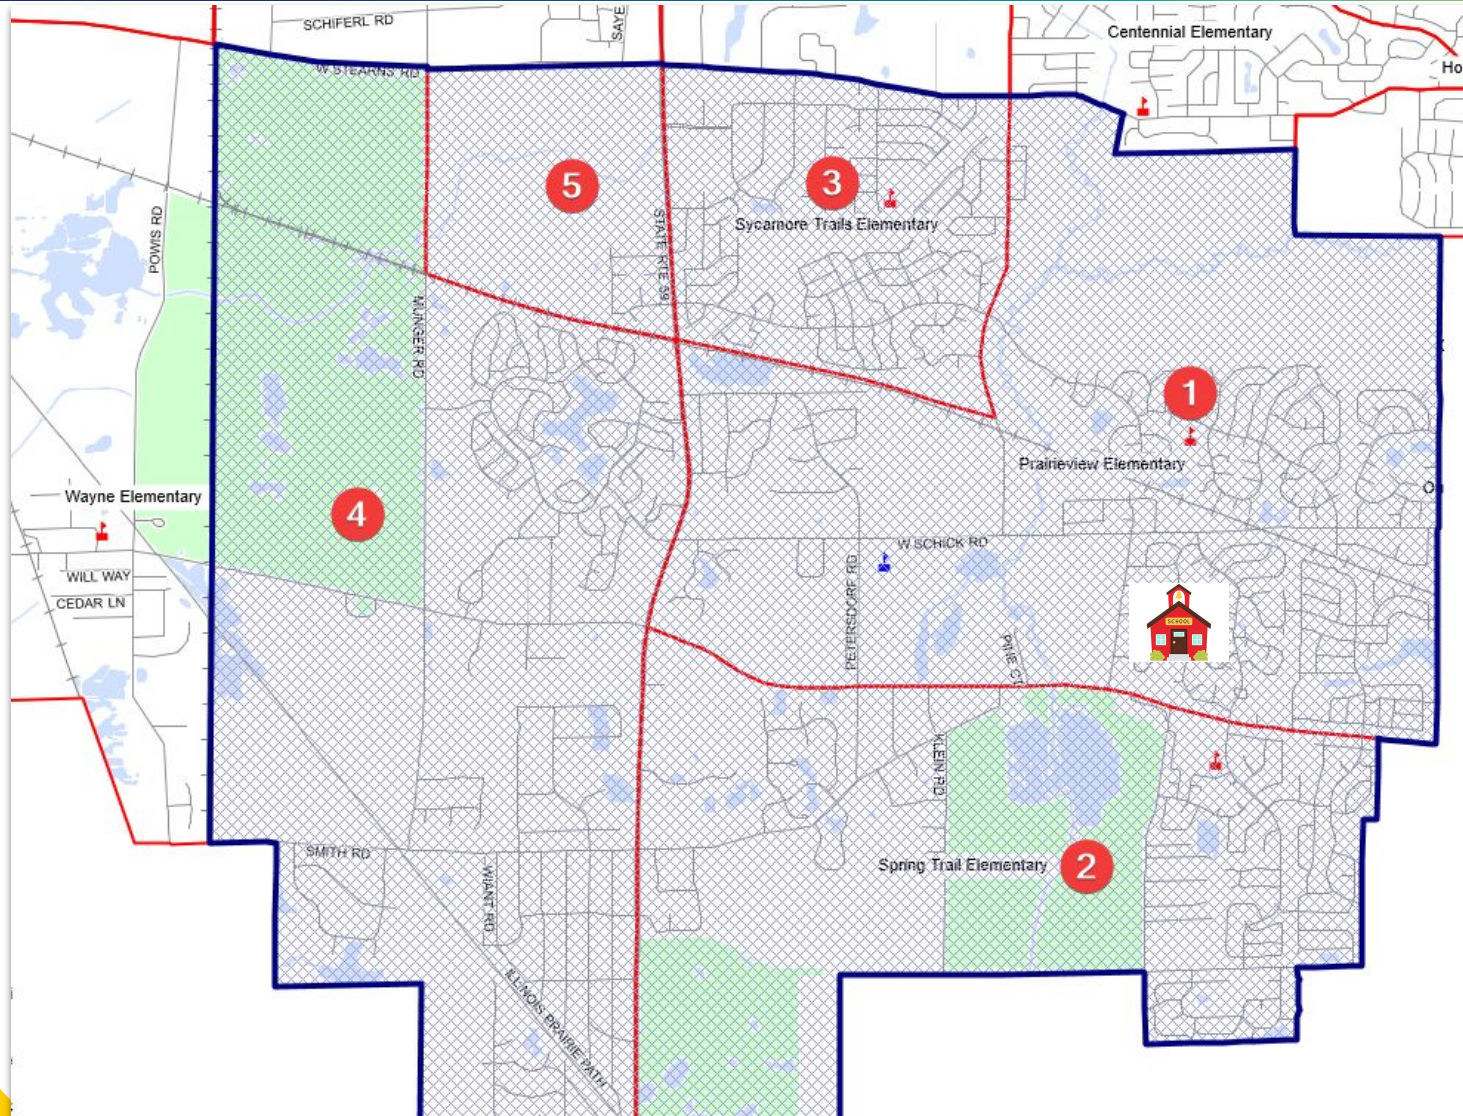 SCHIFERL RD
SAYE
Centennial Elementary
Ho
W STEARNS RD
5
3
Sycamore Trails Elementary
POWIS RD
STATE RTE 59
MUNGER RD
1
Prairieview Elementary
Wayne Elementary
4
W SCHICK RD
WILL WAY
CEDAR LN
PETERSDORF RD
SCHOOL
PINE CT
KLEIN RD
SMITH RD
Spring Trail Elementary
2
WIANT RD
ILLINOIS PRAIRIE PATH